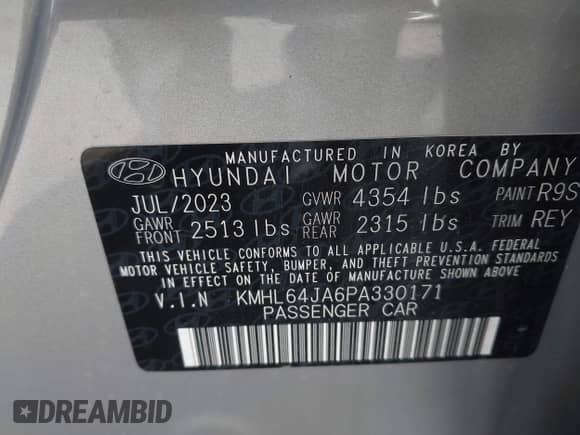 MANUFACTURED IN KOREA BY
HYUNDAI MOTOR COMPANY
JUL/2023 GVWR 4354 lbs PAINT R9S
GAWR FRONT 2513 lbs GAWR REAR 2315 lbs TRIM REY
THIS VEHICLE CONFORMS TO ALL APPLICABLE U.S.A. FEDERAL
MOTOR VEHICLE SAFETY, BUMPER, AND THEFT PREVENTION STANDARDS
IN EFFECT ON THE DATE OF MANUFACTURE SHOWN ABOVE.
V.I.N KMHL64JA6PA330171
PASSENGER CAR
DREAMBID